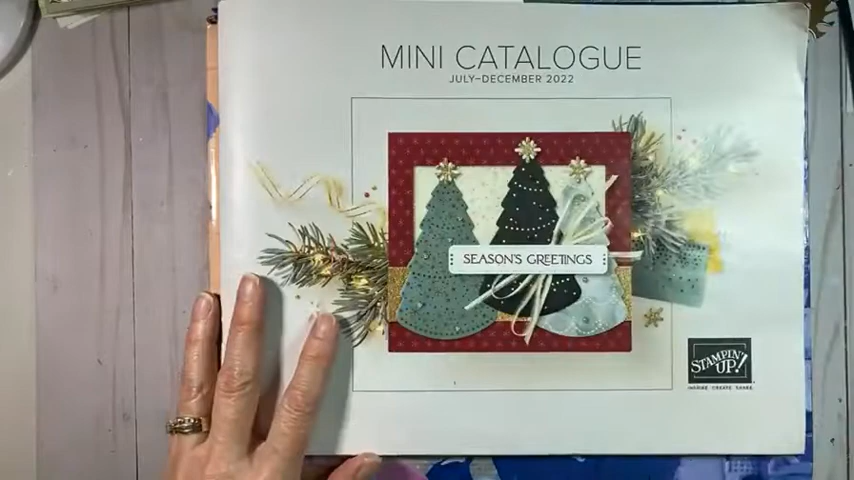 MINI CATALOGUE
JULY–DECEMBER 2022
SEASON'S GREETINGS
STAMPIN' UP!
INSPIRE CREATE SHARE